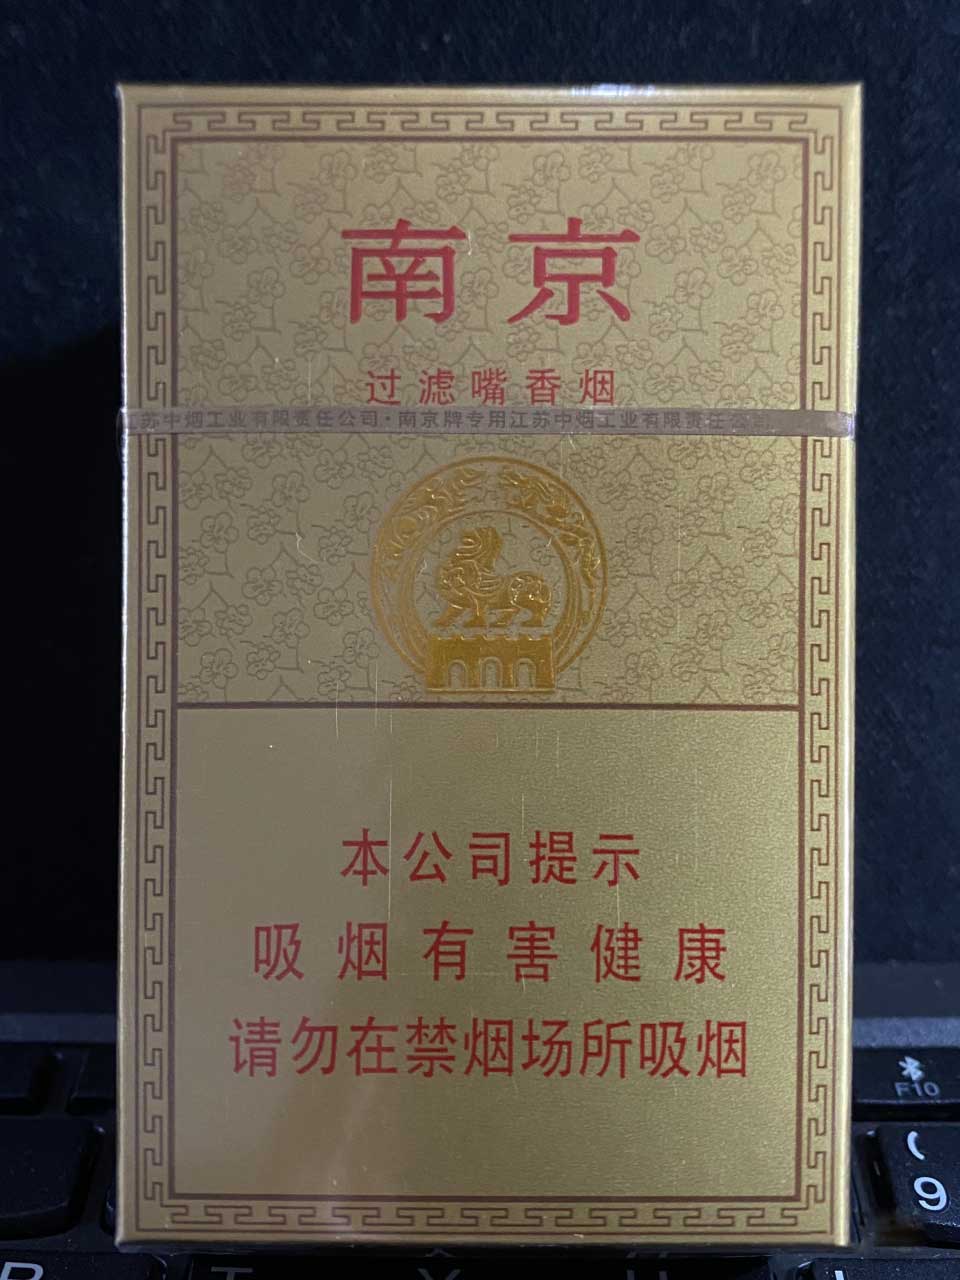 南京
过滤嘴香烟
苏中烟工业有限责任公司·南京牌专用江苏中烟工业有限责任公司
本公司提示
吸烟有害健康
请勿在禁烟场所吸烟
F10
(
9